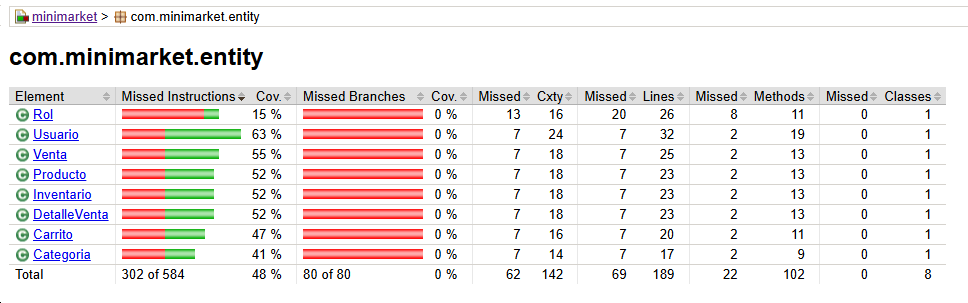 minimarket > com.minimarket.entity
com.minimarket.entity
Element Missed Instructions Cov. Missed Branches Cov. Missed Cxty Missed Lines Missed Methods Missed Classes
Rol 15 % 0 % 13 16 20 26 8 11 0 1
Usuario 63 % 0 % 7 24 7 32 2 19 0 1
Venta 55 % 0 % 7 18 7 25 2 13 0 1
Producto 52 % 0 % 7 18 7 23 2 13 0 1
Inventario 52 % 0 % 7 18 7 23 2 13 0 1
DetalleVenta 52 % 0 % 7 18 7 23 2 13 0 1
Carrito 47 % 0 % 7 16 7 20 2 11 0 1
Categoria 41 % 0 % 7 14 7 17 2 9 0 1
Total 302 of 584 48 % 80 of 80 0 % 62 142 69 189 22 102 0 8